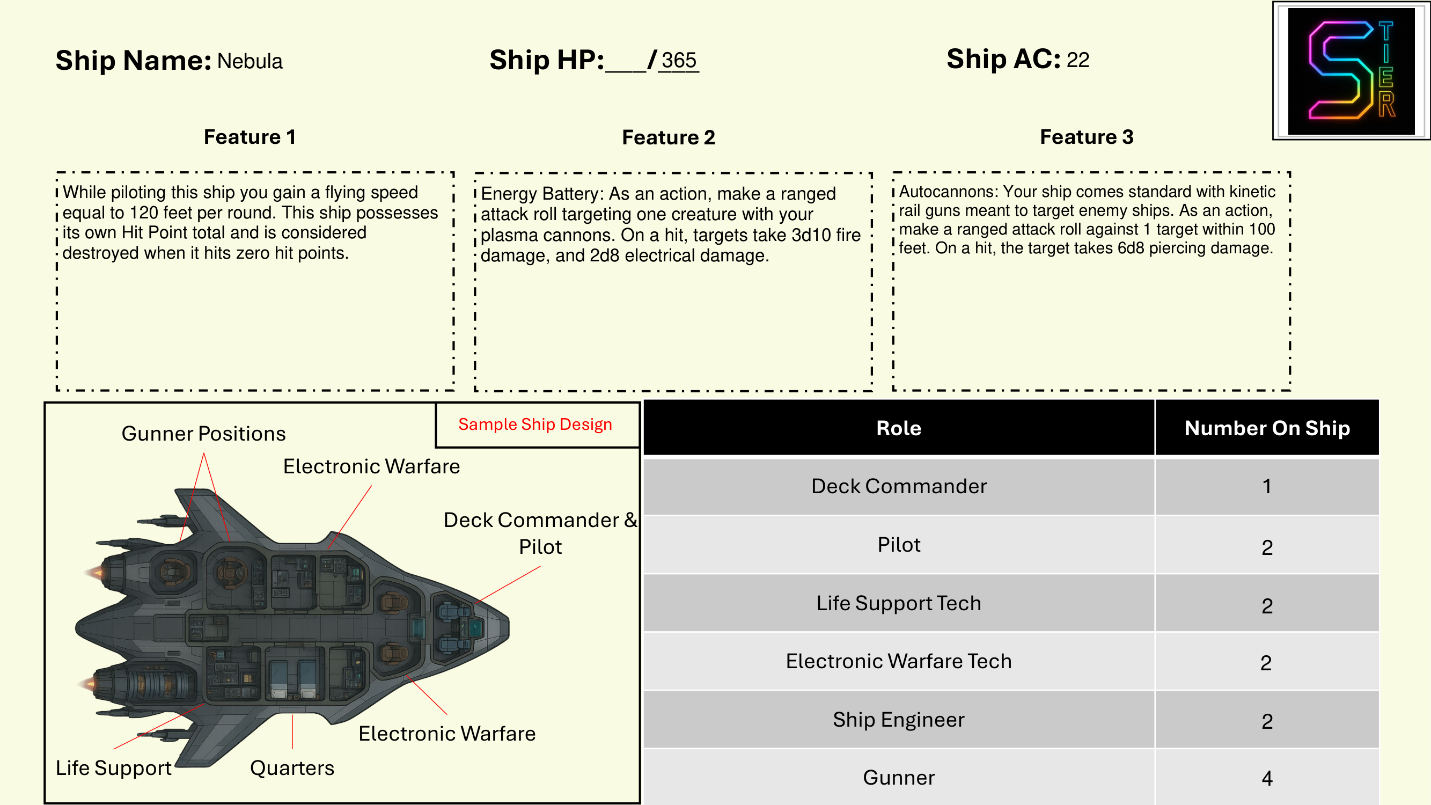 Ship Name: Nebula
Ship HP:___/365
Ship AC: 22
S TIER
Feature 1
Feature 2
Feature 3
While piloting this ship you gain a flying speed
equal to 120 feet per round. This ship possesses
its own Hit Point total and is considered
destroyed when it hits zero hit points.
Energy Battery: As an action, make a ranged
attack roll targeting one creature with your
plasma cannons. On a hit, targets take 3d10 fire
damage, and 2d8 electrical damage.
Autocannons: Your ship comes standard with kinetic
rail guns meant to target enemy ships. As an action,
make a ranged attack roll against 1 target within 100
feet. On a hit, the target takes 6d8 piercing damage.
Sample Ship Design
Gunner Positions
Electronic Warfare
Deck Commander &
Pilot
Electronic Warfare
Life Support
Quarters
Role Number On Ship
Deck Commander 1
Pilot 2
Life Support Tech 2
Electronic Warfare Tech 2
Ship Engineer 2
Gunner 4